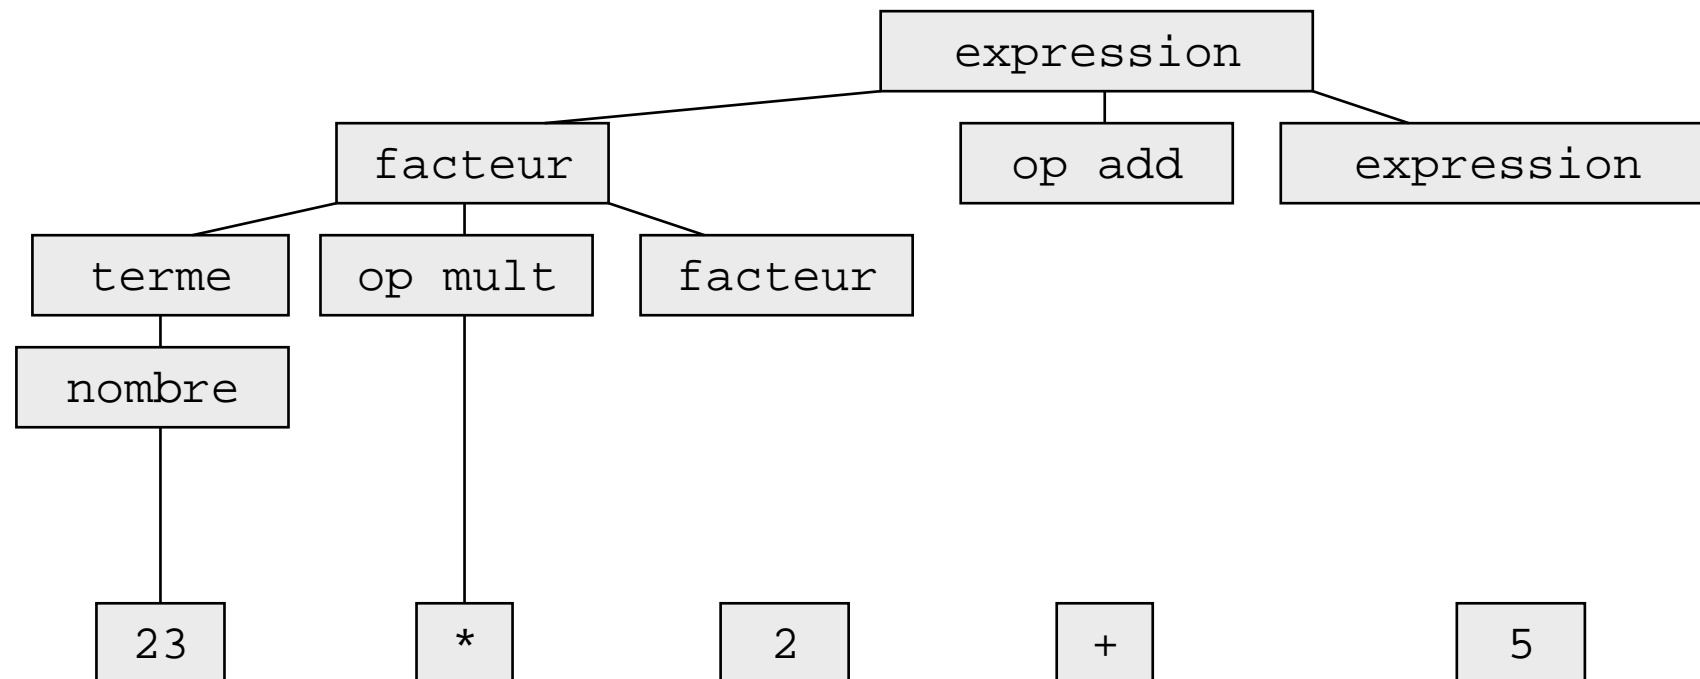 expression
facteur op add expression
terme op mult facteur
nombre
23 * 2 + 5